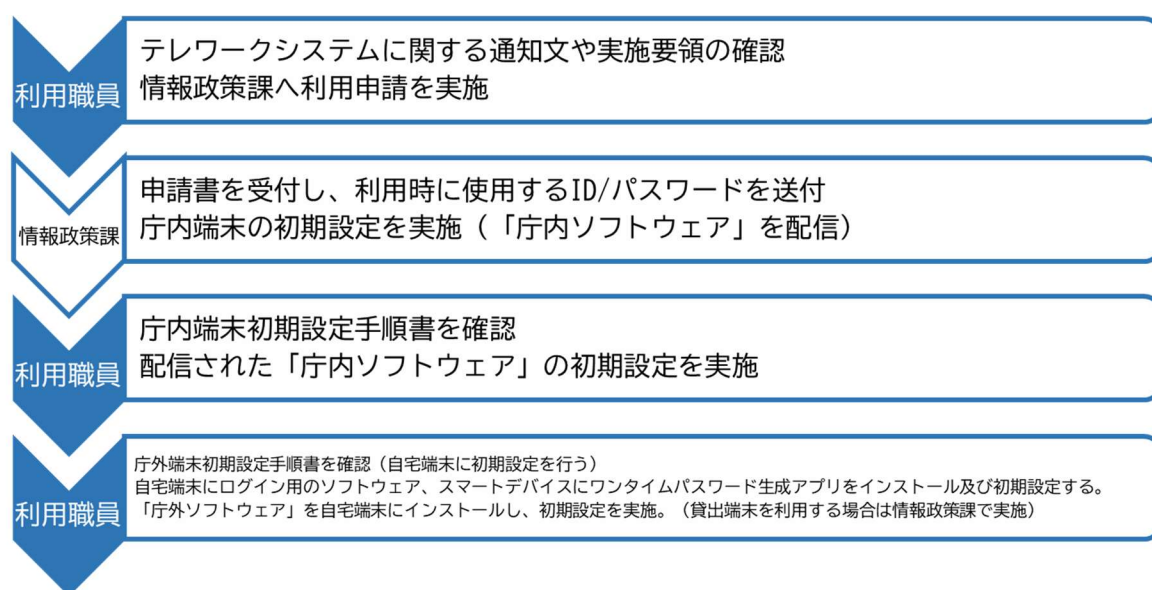 利用職員
テレワークシステムに関する通知文や実施要領の確認
情報政策課へ利用申請を実施
情報政策課
申請書を受付し、利用時に使用するID/パスワードを送付
庁内端末の初期設定を実施（「庁内ソフトウェア」を配信）
利用職員
庁内端末初期設定手順書を確認
配信された「庁内ソフトウェア」の初期設定を実施
利用職員
庁外端末初期設定手順書を確認（自宅端末に初期設定を行う）
自宅端末にログイン用のソフトウェア、スマートデバイスにワンタイムパスワード生成アプリをインストール及び初期設定する。
「庁外ソフトウェア」を自宅端末にインストールし、初期設定を実施。（貸出端末を利用する場合は情報政策課で実施）